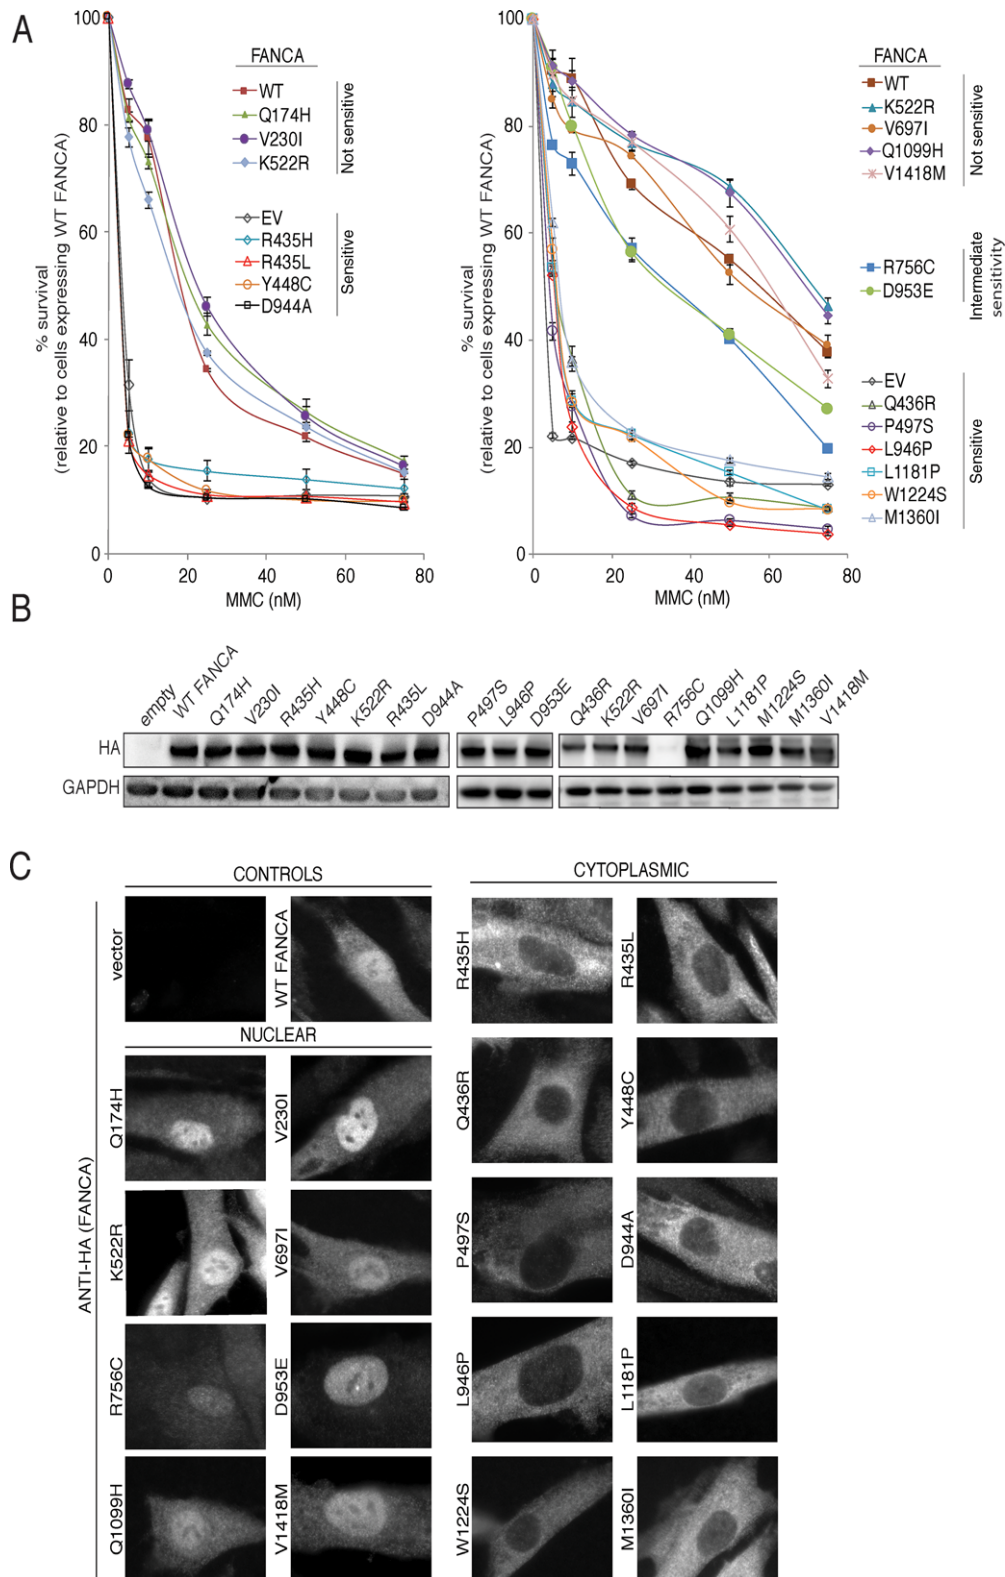 A
% survival
(relative to cells expressing WT FANCA)
100
80
60
40
20
0
0 20 40 60 80
MMC (nM)
FANCA
WT
Q174H
V230I
K522R
Not sensitive
EV
R435H
R435L
Y448C
D944A
Sensitive
% survival
(relative to cells expressing WT FANCA)
100
80
60
40
20
0
0 20 40 60 80
MMC (nM)
FANCA
WT
K522R
V697I
Q1099H
V1418M
Not sensitive
R756C
D953E
Intermediate
sensitivity
EV
Q436R
P497S
L946P
L1181P
W1224S
M1360I
Sensitive
B
empty
WT FANCA
Q174H
V230I
R435H
Y448C
K522R
R435L
D944A
P497S
L946P
D953E
Q436R
K522R
V697I
R756C
Q1099H
L1181P
M1224S
M1360I
V1418M
HA
GAPDH
C
ANTI-HA (FANCA)
CONTROLS
vector
WT FANCA
NUCLEAR
Q174H
V230I
K522R
V697I
R756C
D953E
Q1099H
V1418M
CYTOPLASMIC
R435H
R435L
Q436R
Y448C
P497S
D944A
L946P
L1181P
W1224S
M1360I